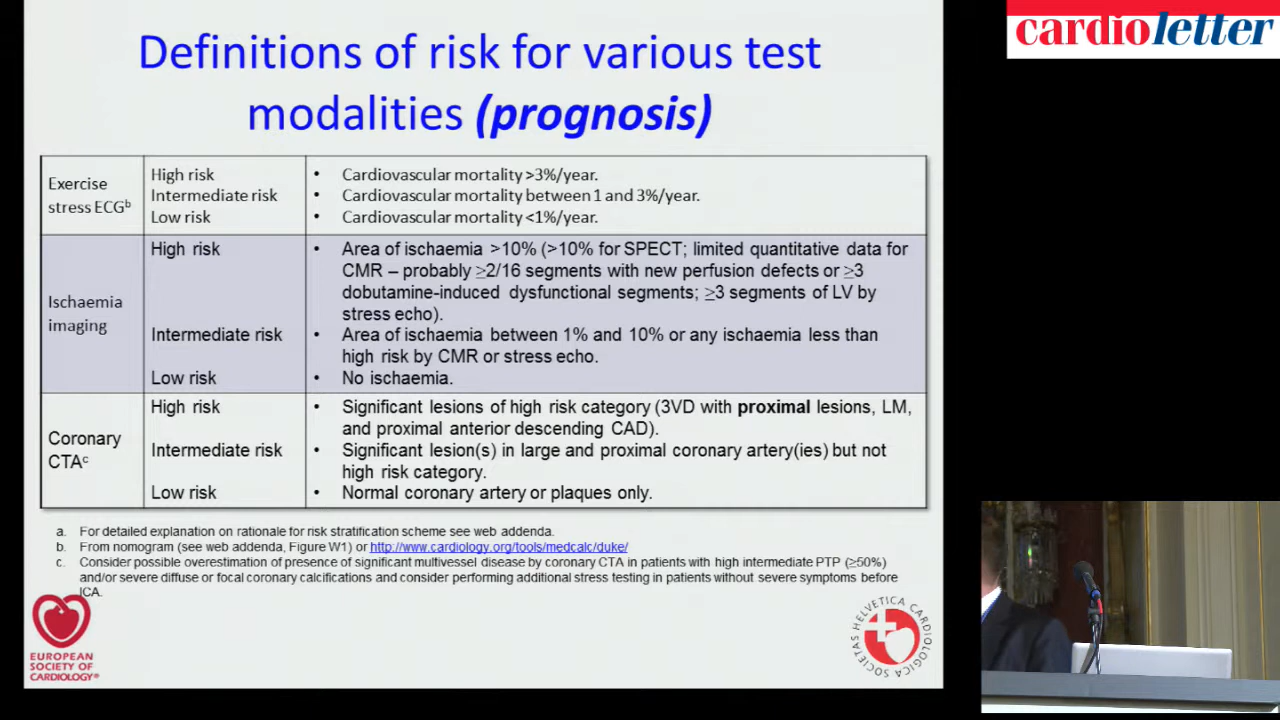 cardioletter
Definitions of risk for various test
modalities (prognosis)
Exercise
stress ECGᵇ
High risk
Intermediate risk
Low risk
• Cardiovascular mortality >3%/year.
• Cardiovascular mortality between 1 and 3%/year.
• Cardiovascular mortality <1%/year.
Ischaemia
imaging
High risk
• Area of ischaemia >10% (>10% for SPECT; limited quantitative data for
CMR – probably ≥2/16 segments with new perfusion defects or ≥3
dobutamine-induced dysfunctional segments; ≥3 segments of LV by
stress echo).
Intermediate risk
• Area of ischaemia between 1% and 10% or any ischaemia less than
high risk by CMR or stress echo.
Low risk
• No ischaemia.
Coronary
CTAᶜ
High risk
• Significant lesions of high risk category (3VD with proximal lesions, LM,
and proximal anterior descending CAD).
Intermediate risk
• Significant lesion(s) in large and proximal coronary artery(ies) but not
high risk category.
Low risk
• Normal coronary artery or plaques only.
a. For detailed explanation on rationale for risk stratification scheme see web addenda.
b. From nomogram (see web addenda, Figure W1) or http://www.cardiology.org/tools/medcalc/duke/
c. Consider possible overestimation of presence of significant multivessel disease by coronary CTA in patients with high intermediate PTP (≥50%)
and/or severe diffuse or focal coronary calcifications and consider performing additional stress testing in patients without severe symptoms before
ICA.
EUROPEAN
SOCIETY OF
CARDIOLOGY®
SOCIETAS HELVETICA CARDIOLOGICA